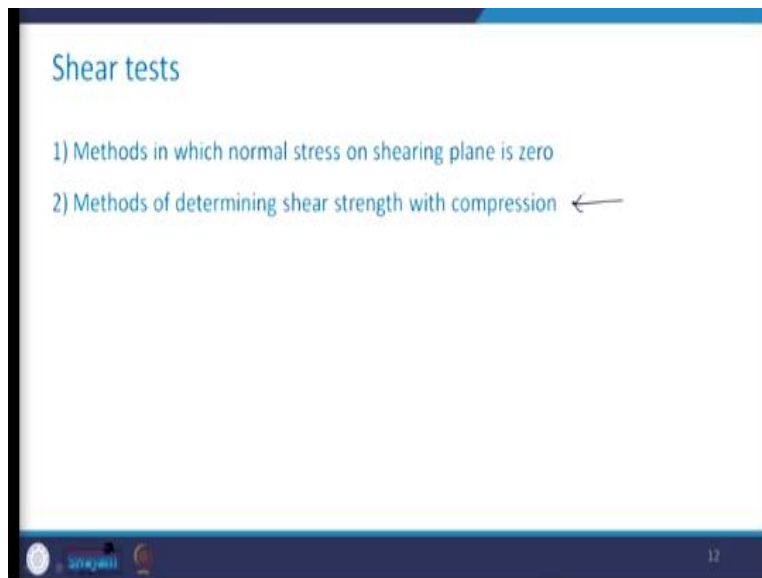 Shear tests
1) Methods in which normal stress on shearing plane is zero
2) Methods of determining shear strength with compression
swayam
12